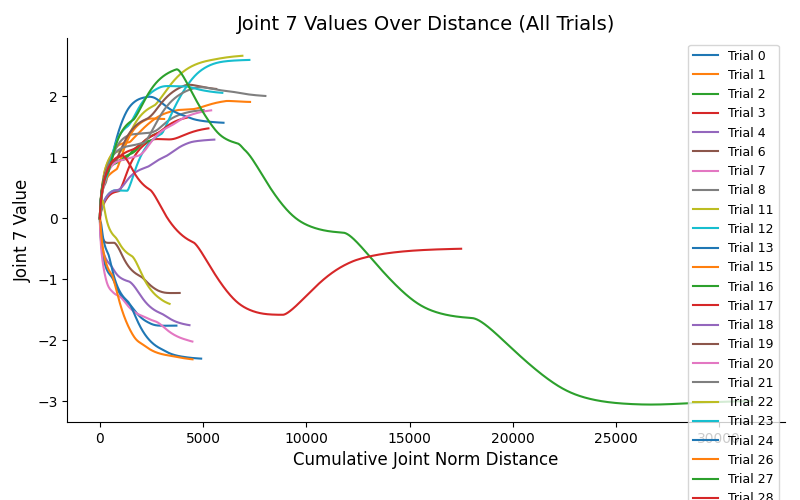 Joint 7 Values Over Distance (All Trials)
Joint 7 Value
2
1
0
−1
−2
−3
0
5000
10000
15000
20000
25000
30000
Cumulative Joint Norm Distance
Trial 0
Trial 1
Trial 2
Trial 3
Trial 4
Trial 6
Trial 7
Trial 8
Trial 11
Trial 12
Trial 13
Trial 15
Trial 16
Trial 17
Trial 18
Trial 19
Trial 20
Trial 21
Trial 22
Trial 23
Trial 24
Trial 26
Trial 27
Trial 28